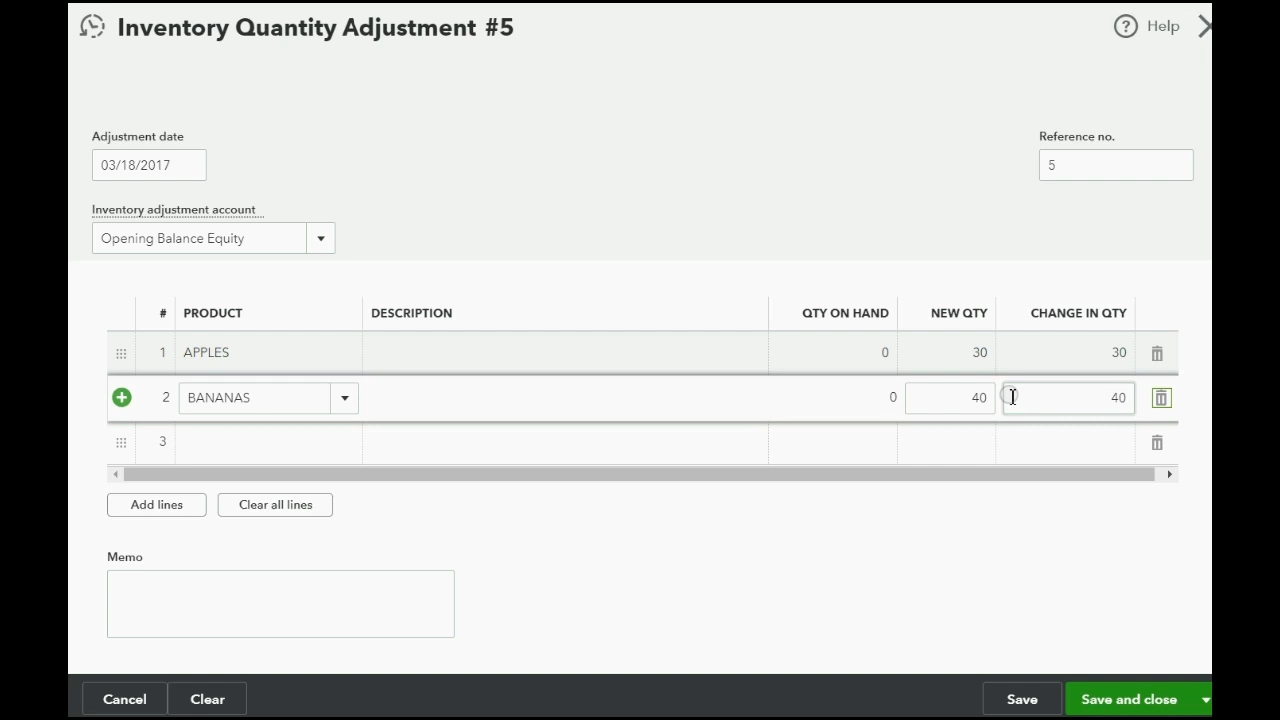 Inventory Quantity Adjustment #5
? Help
Adjustment date
Reference no.
03/18/2017
5
Inventory adjustment account
Opening Balance Equity
# PRODUCT DESCRIPTION QTY ON HAND NEW QTY CHANGE IN QTY
1 APPLES 0 30 30
2 BANANAS 0 40 40
3
Add lines Clear all lines
Memo
Cancel Clear Save Save and close